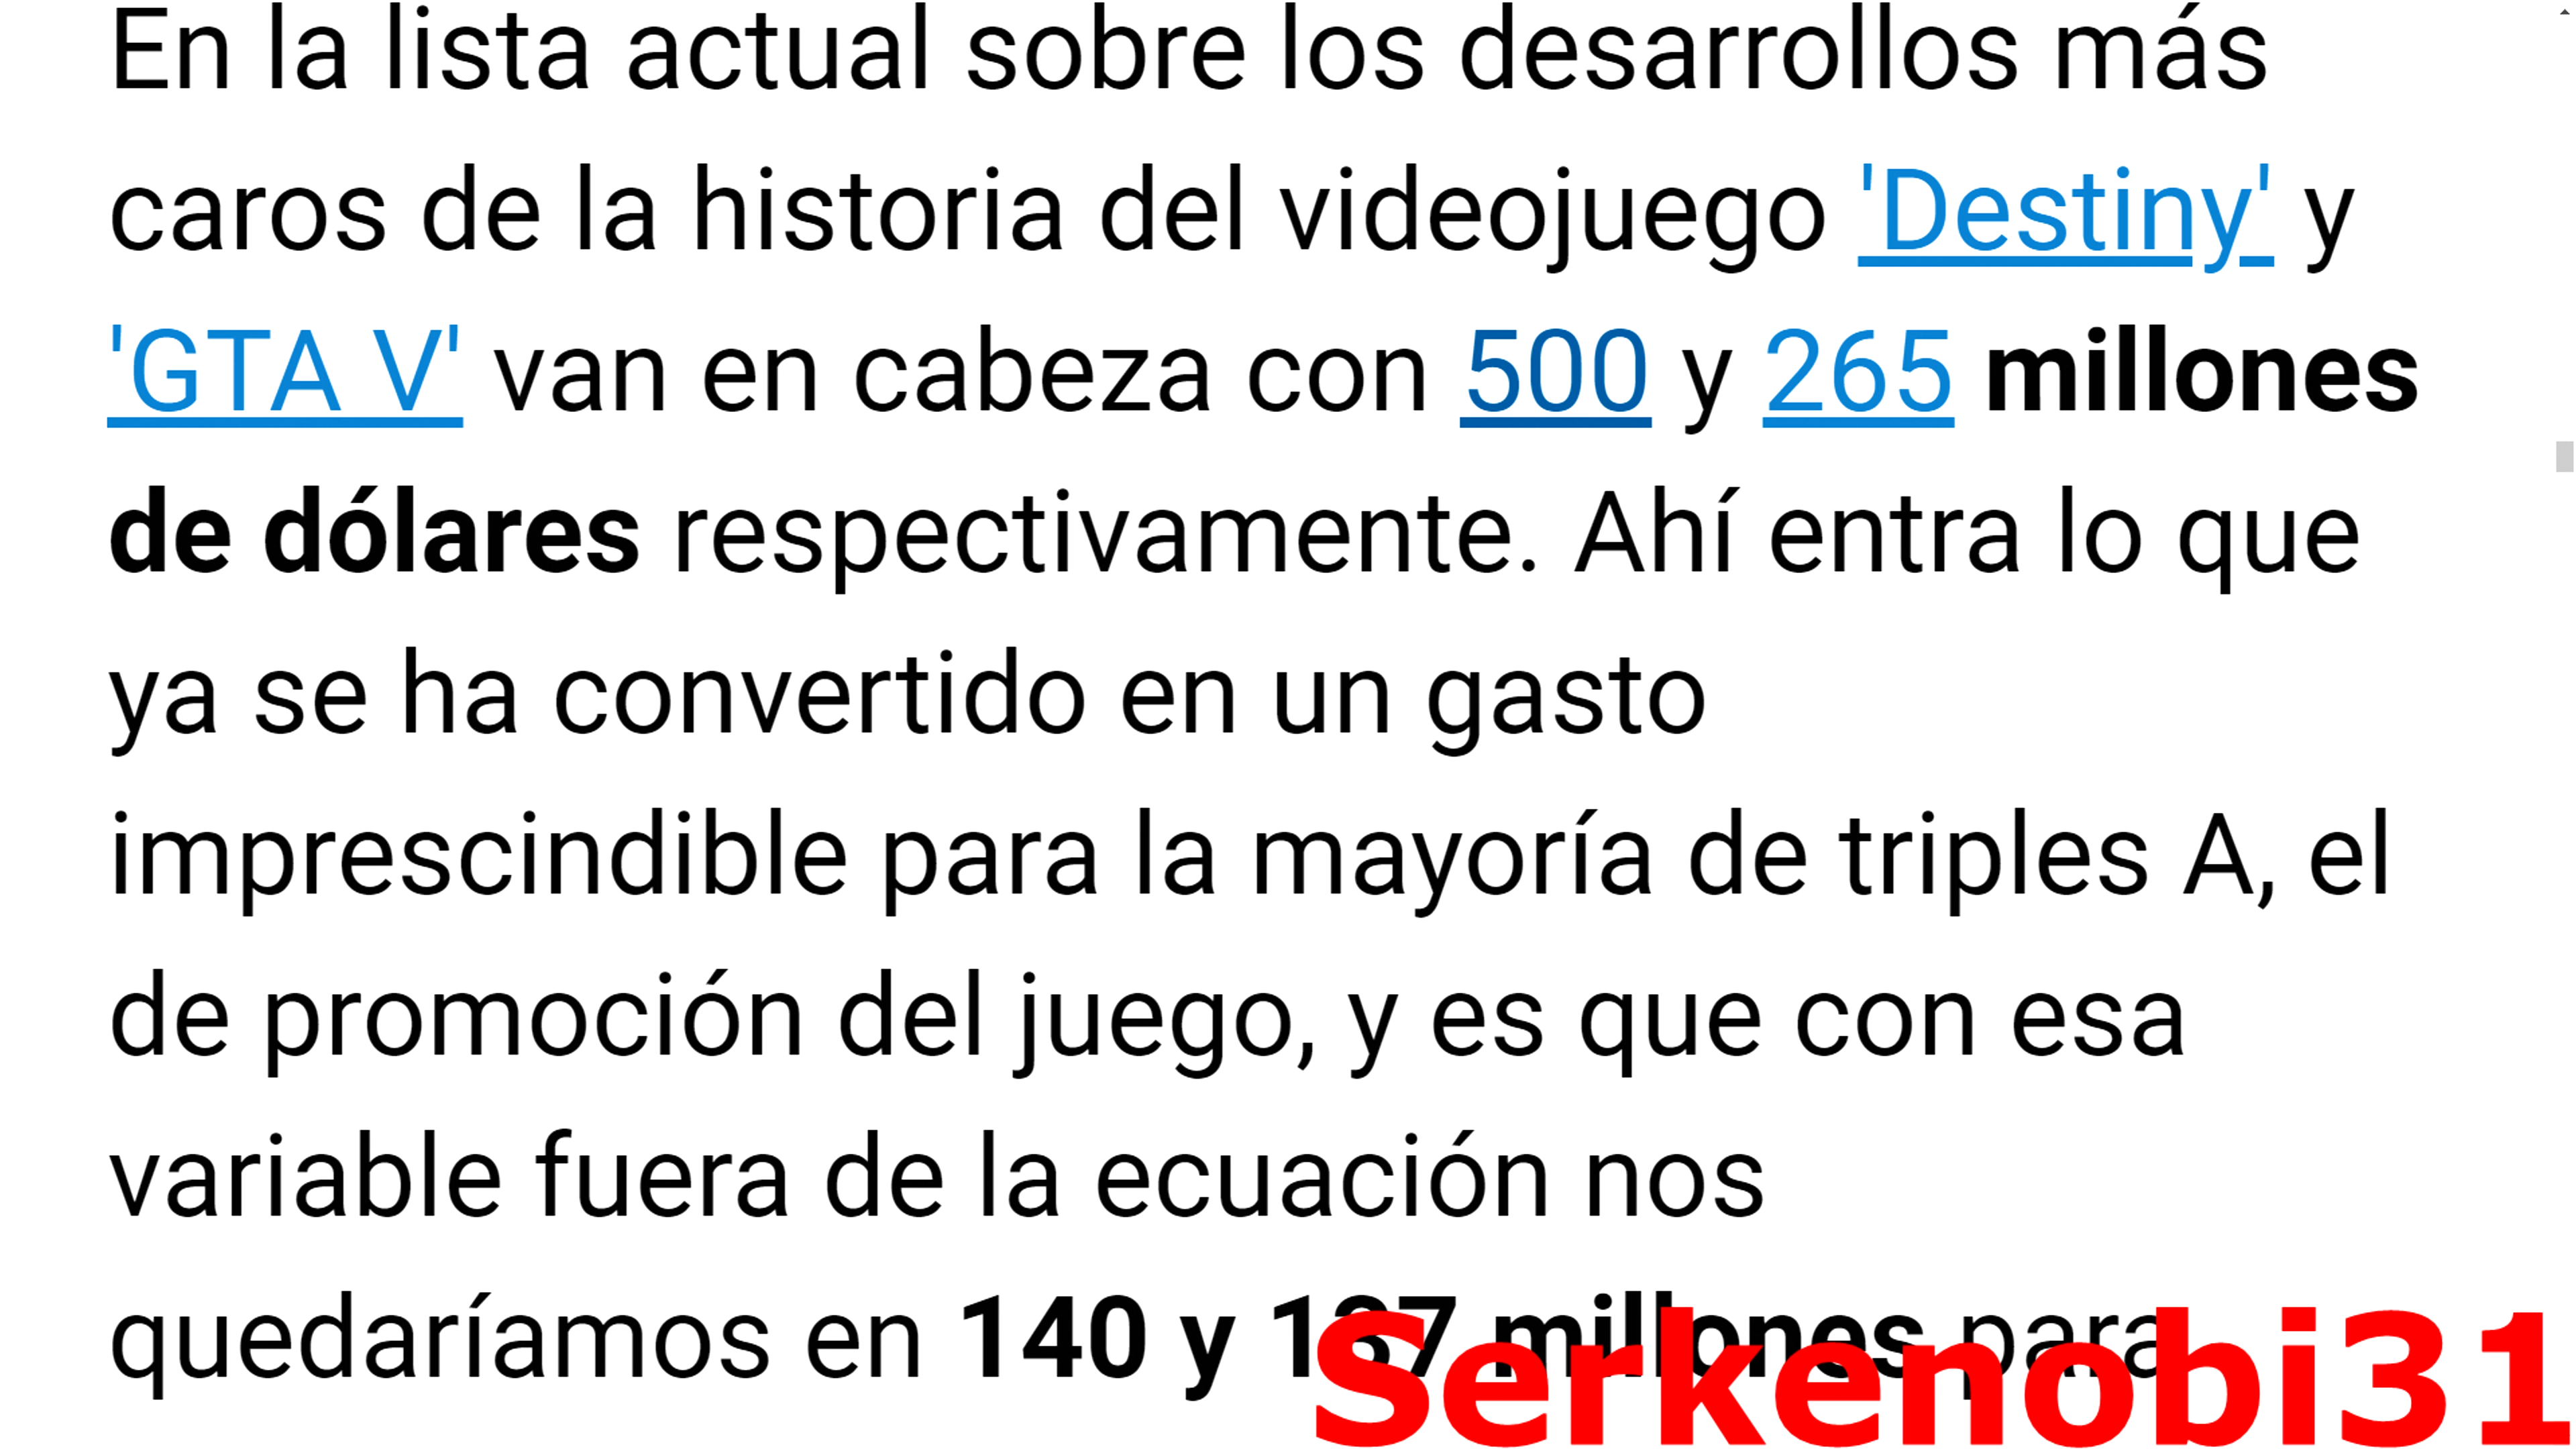 En la lista actual sobre los desarrollos más
caros de la historia del videojuego 'Destiny' y
'GTA V' van en cabeza con 500 y 265 millones
de dólares respectivamente. Ahí entra lo que
ya se ha convertido en un gasto
imprescindible para la mayoría de triples A, el
de promoción del juego, y es que con esa
variable fuera de la ecuación nos
quedaríamos en 140 y 137 millones para
Serkenobi31